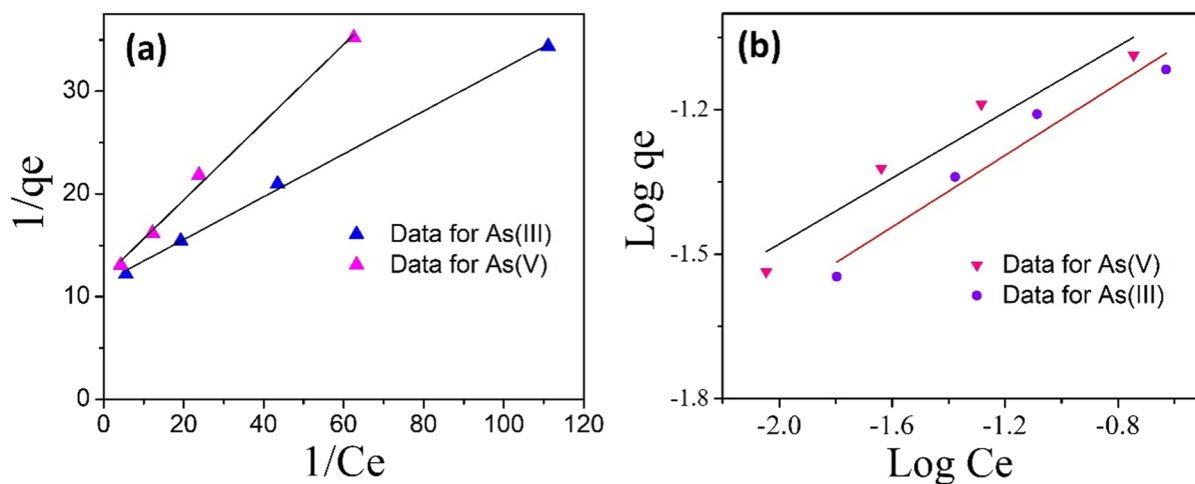 (a)
1/qe
30
20
10
0
0 20 40 60 80 100 120
1/Ce
Data for As(III)
Data for As(V)
(b)
Log qe
-1.2
-1.5
-1.8
-2.0 -1.6 -1.2 -0.8
Log Ce
Data for As(V)
Data for As(III)